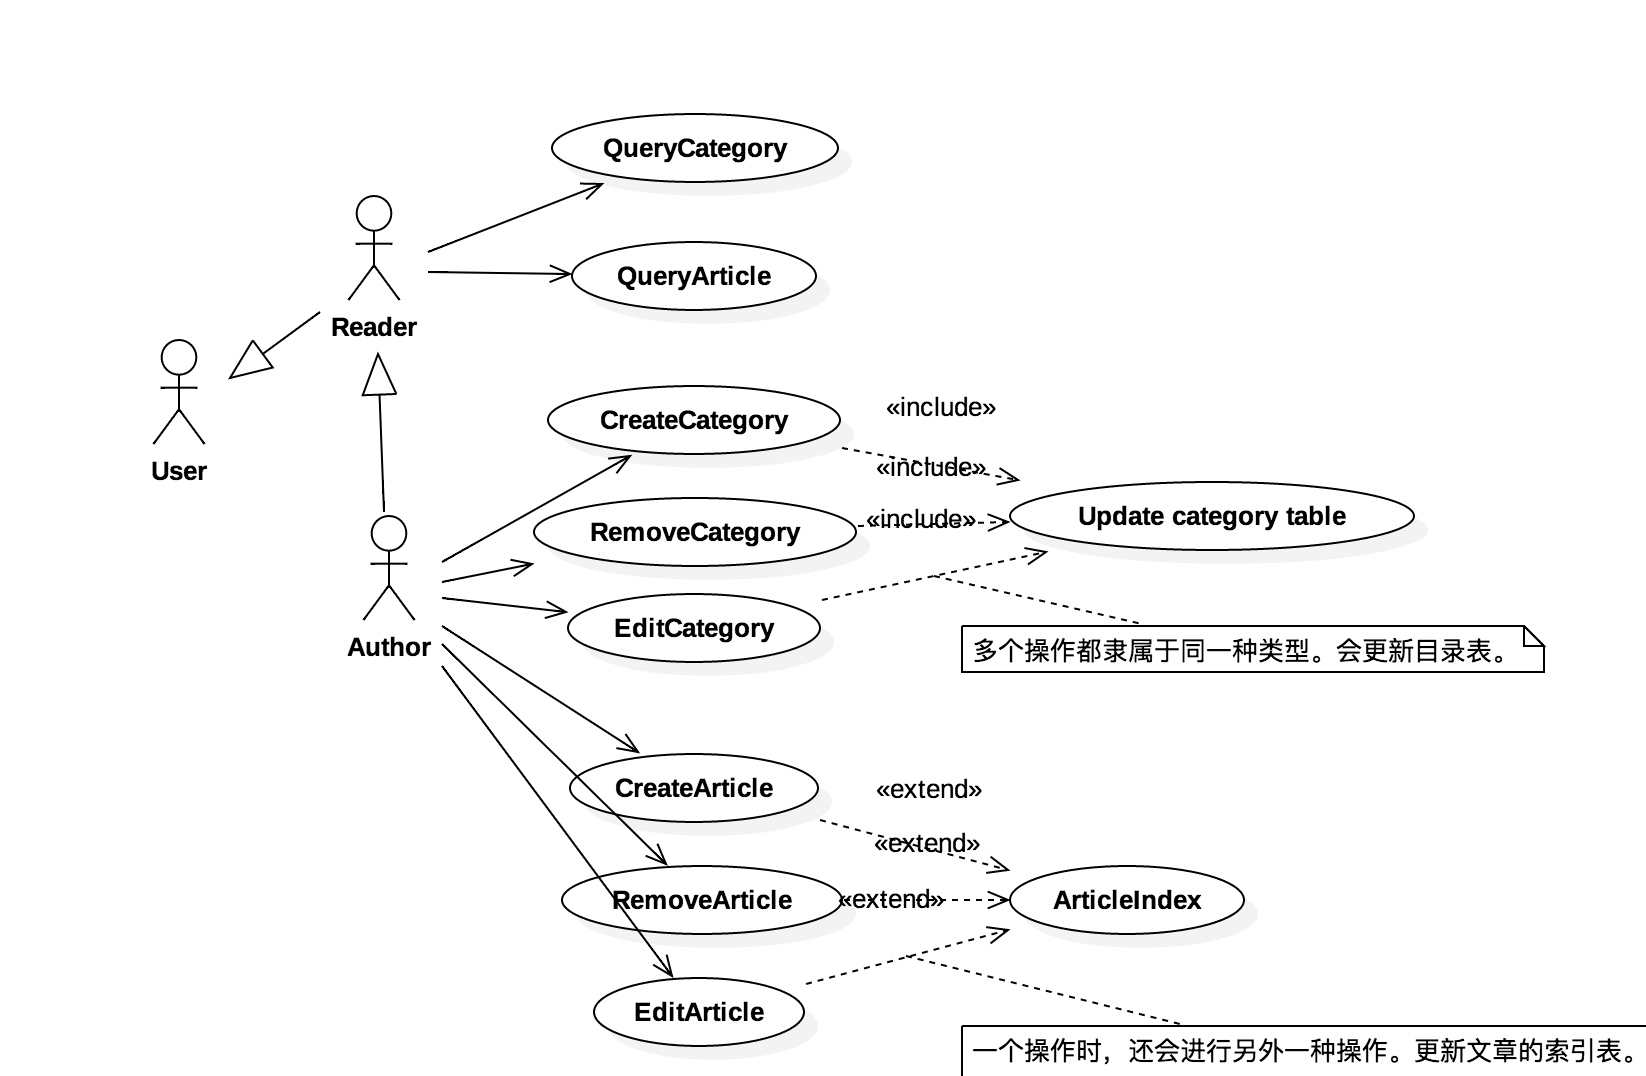 QueryCategory
QueryArticle
Reader
User
CreateCategory
«include»
«include»
RemoveCategory
«include»
Update category table
EditCategory
Author
多个操作都隶属于同一种类型。会更新目录表。
CreateArticle
«extend»
«extend»
RemoveArticle
«extend»
ArticleIndex
EditArticle
一个操作时，还会进行另外一种操作。更新文章的索引表。